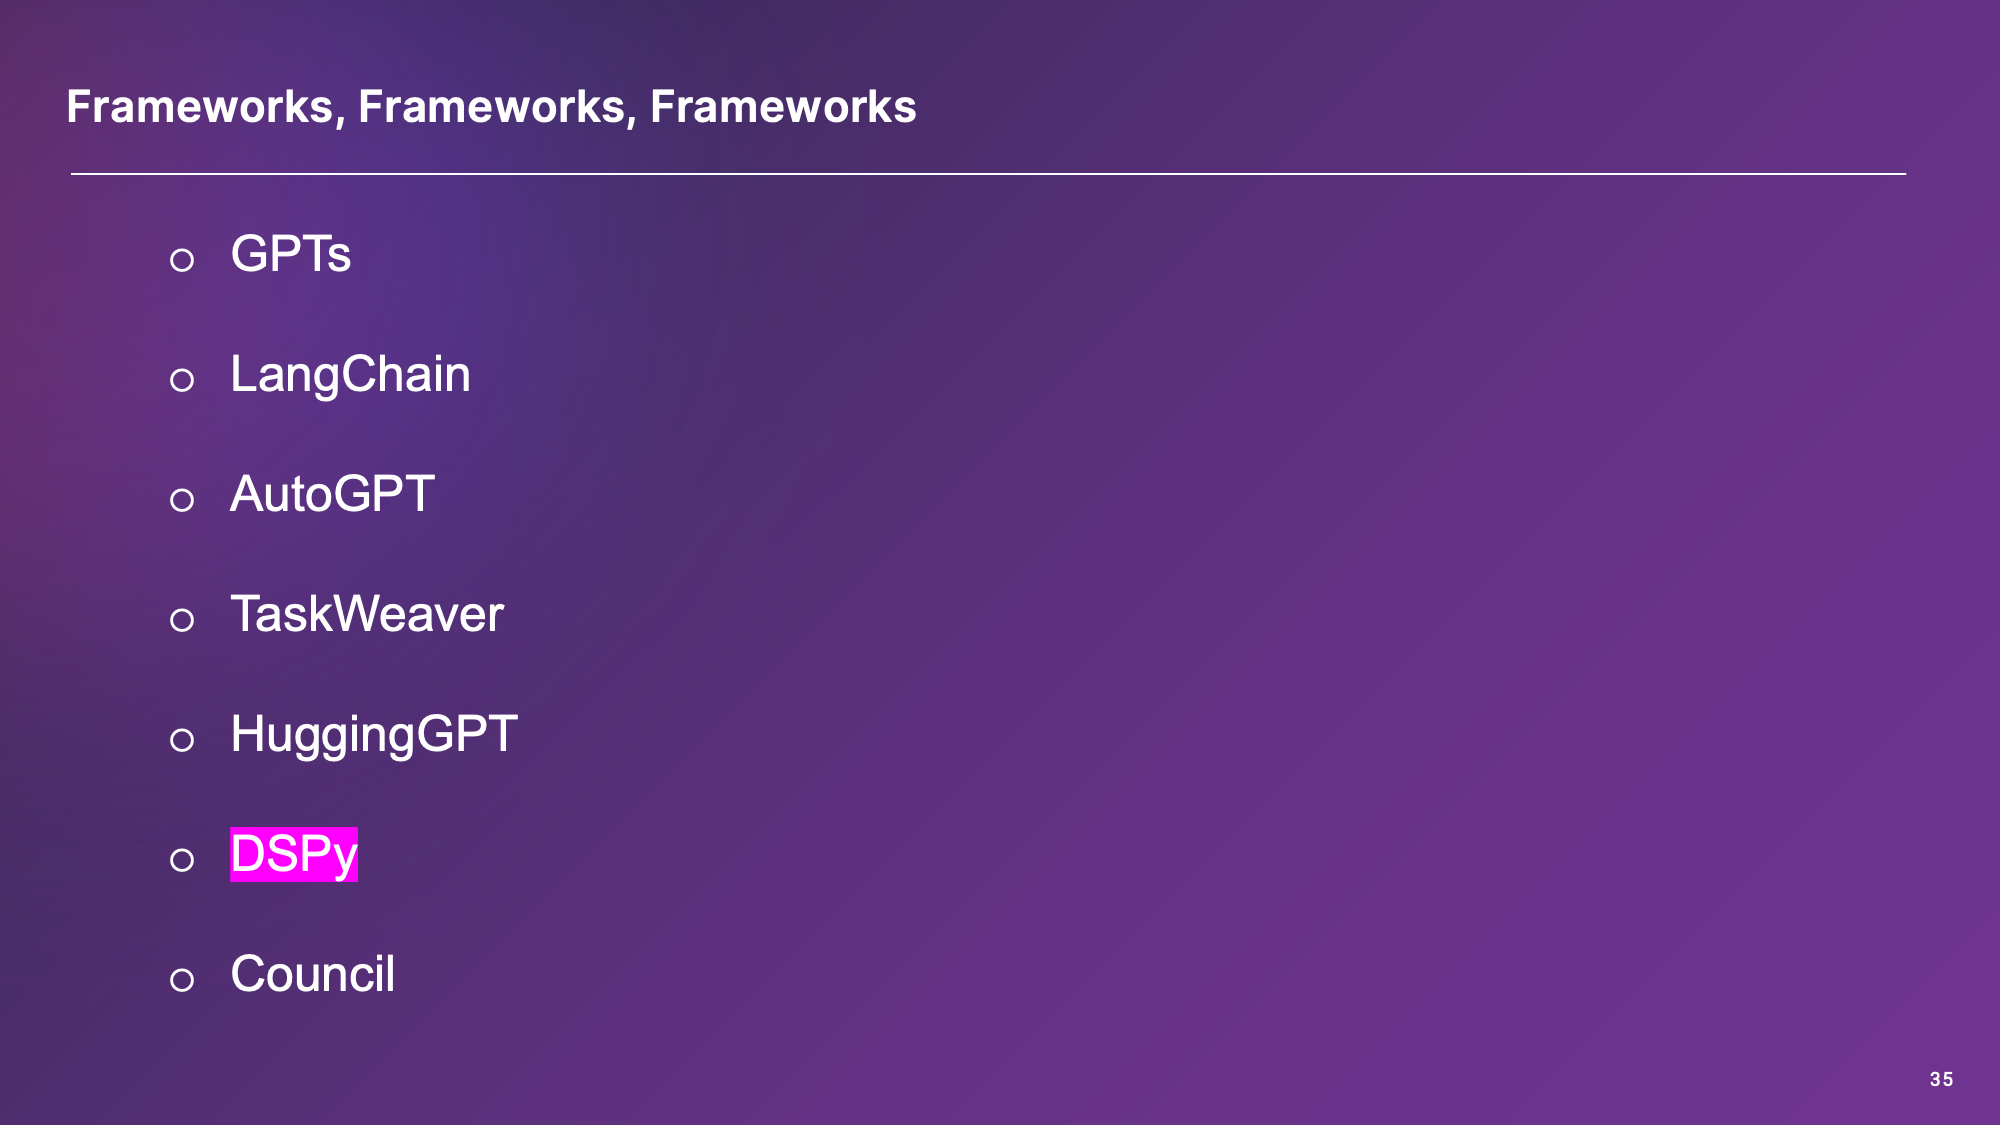 Frameworks, Frameworks, Frameworks
GPTs
LangChain
AutoGPT
TaskWeaver
HuggingGPT
DSPy
Council
35